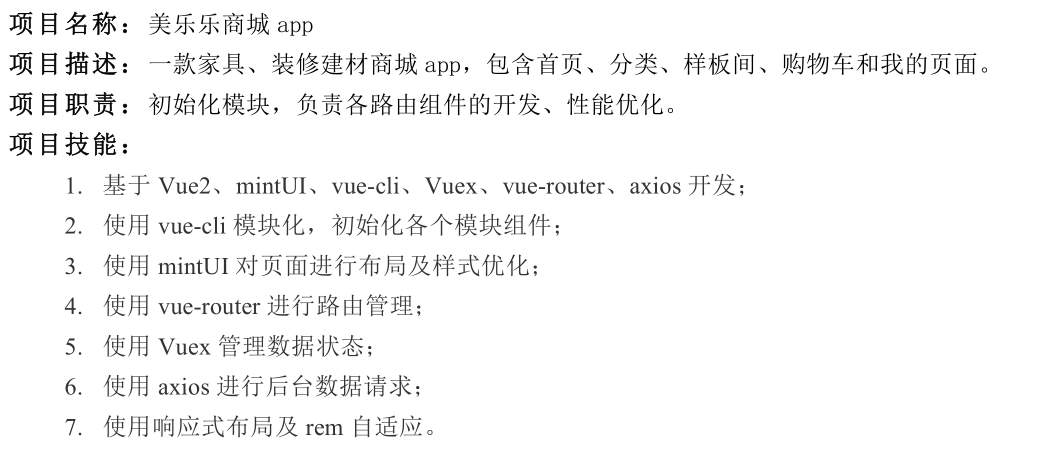 项目名称：美乐乐商城 app
项目描述：一款家具、装修建材商城 app，包含首页、分类、样板间、购物车和我的页面。
项目职责：初始化模块，负责各路由组件的开发、性能优化。
项目技能：
1. 基于 Vue2、mintUI、vue-cli、Vuex、vue-router、axios 开发；
2. 使用 vue-cli 模块化，初始化各个模块组件；
3. 使用 mintUI 对页面进行布局及样式优化；
4. 使用 vue-router 进行路由管理；
5. 使用 Vuex 管理数据状态；
6. 使用 axios 进行后台数据请求；
7. 使用响应式布局及 rem 自适应。